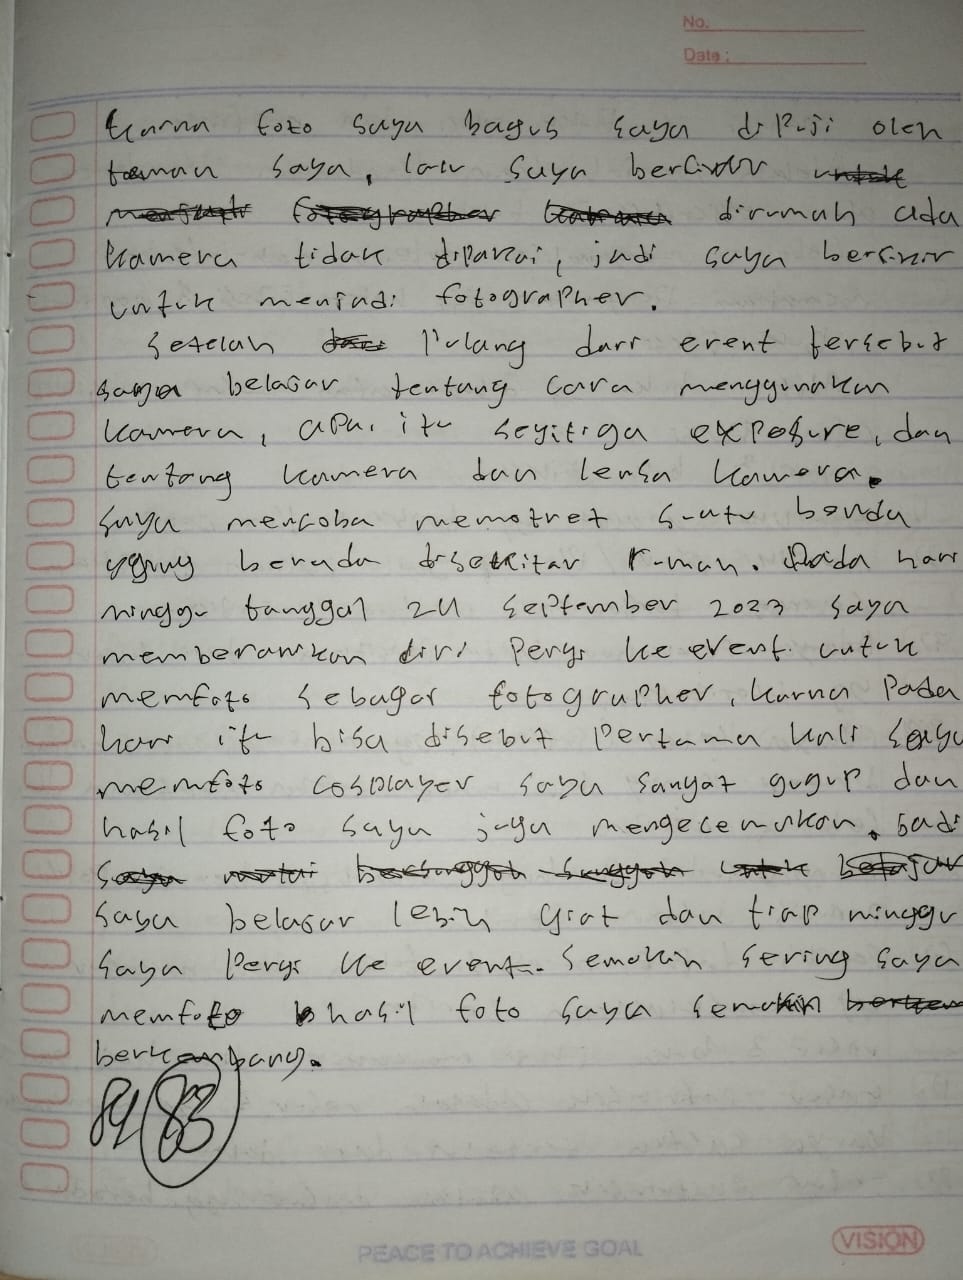 No.
Date :
karna foto saya bagus saya dipuji oleh
teman saya, lalu saya berfikir untuk
menjadi fotographer karena dirumah ada
kamera tidak dipakai, jadi saya berfikir
untuk menjadi fotographer.
Setelah dari pulang dari event tersebut
saya belajar tentang cara menggunakan
kamera, apa itu segitiga exposure, dan
tentang kamera dan lensa kamera.
saya mencoba memotret suatu benda
yang berada disekitar rumah. Pada hari
minggu tanggal 24 September 2023 saya
memberanikan diri pergi ke event untuk
memfoto sebagai fotographer, karna pada
hari itu bisa disebut pertama kali saya
memfoto cosplayer saya sangat gugup dan
hasil foto saya juga mengecewakan. Jadi
saya mulai bersunggoh sunggoh untuk belajar
saya belajar lebih giat dan tiap minggu
saya pergi ke event. Semakin sering saya
memfoto hasil foto saya semakin
berkembang.
84 83
PEACE TO ACHIEVE GOAL
VISION